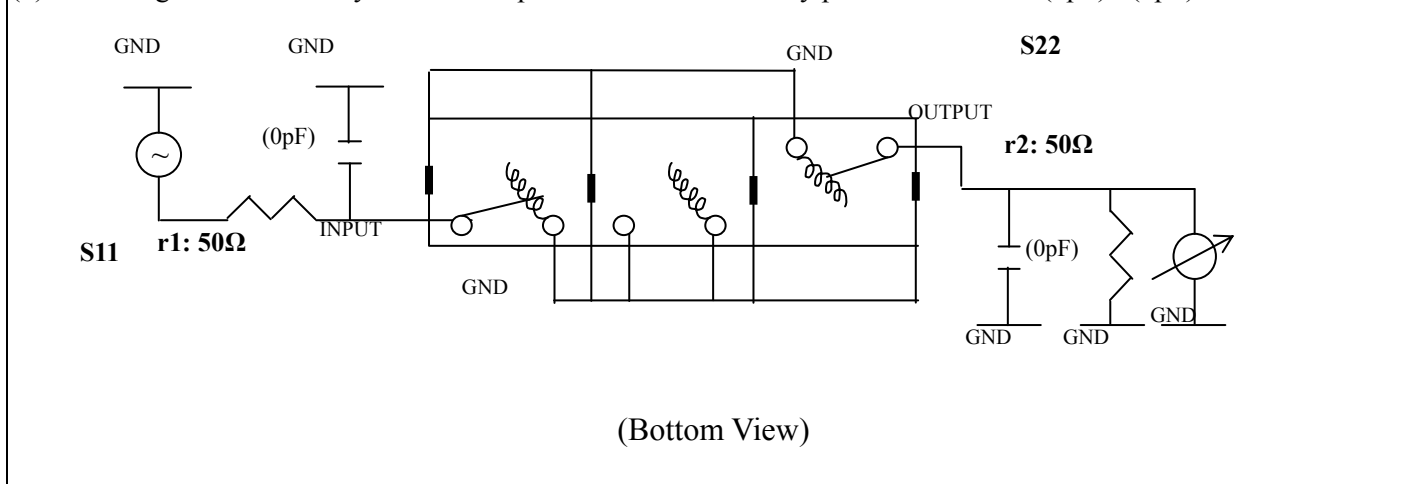 GND
GND
GND
S22
OUTPUT
(0pF)
r2: 50Ω
~
INPUT
S11
r1: 50Ω
(0pF)
GND
GND
GND
GND
(Bottom View)